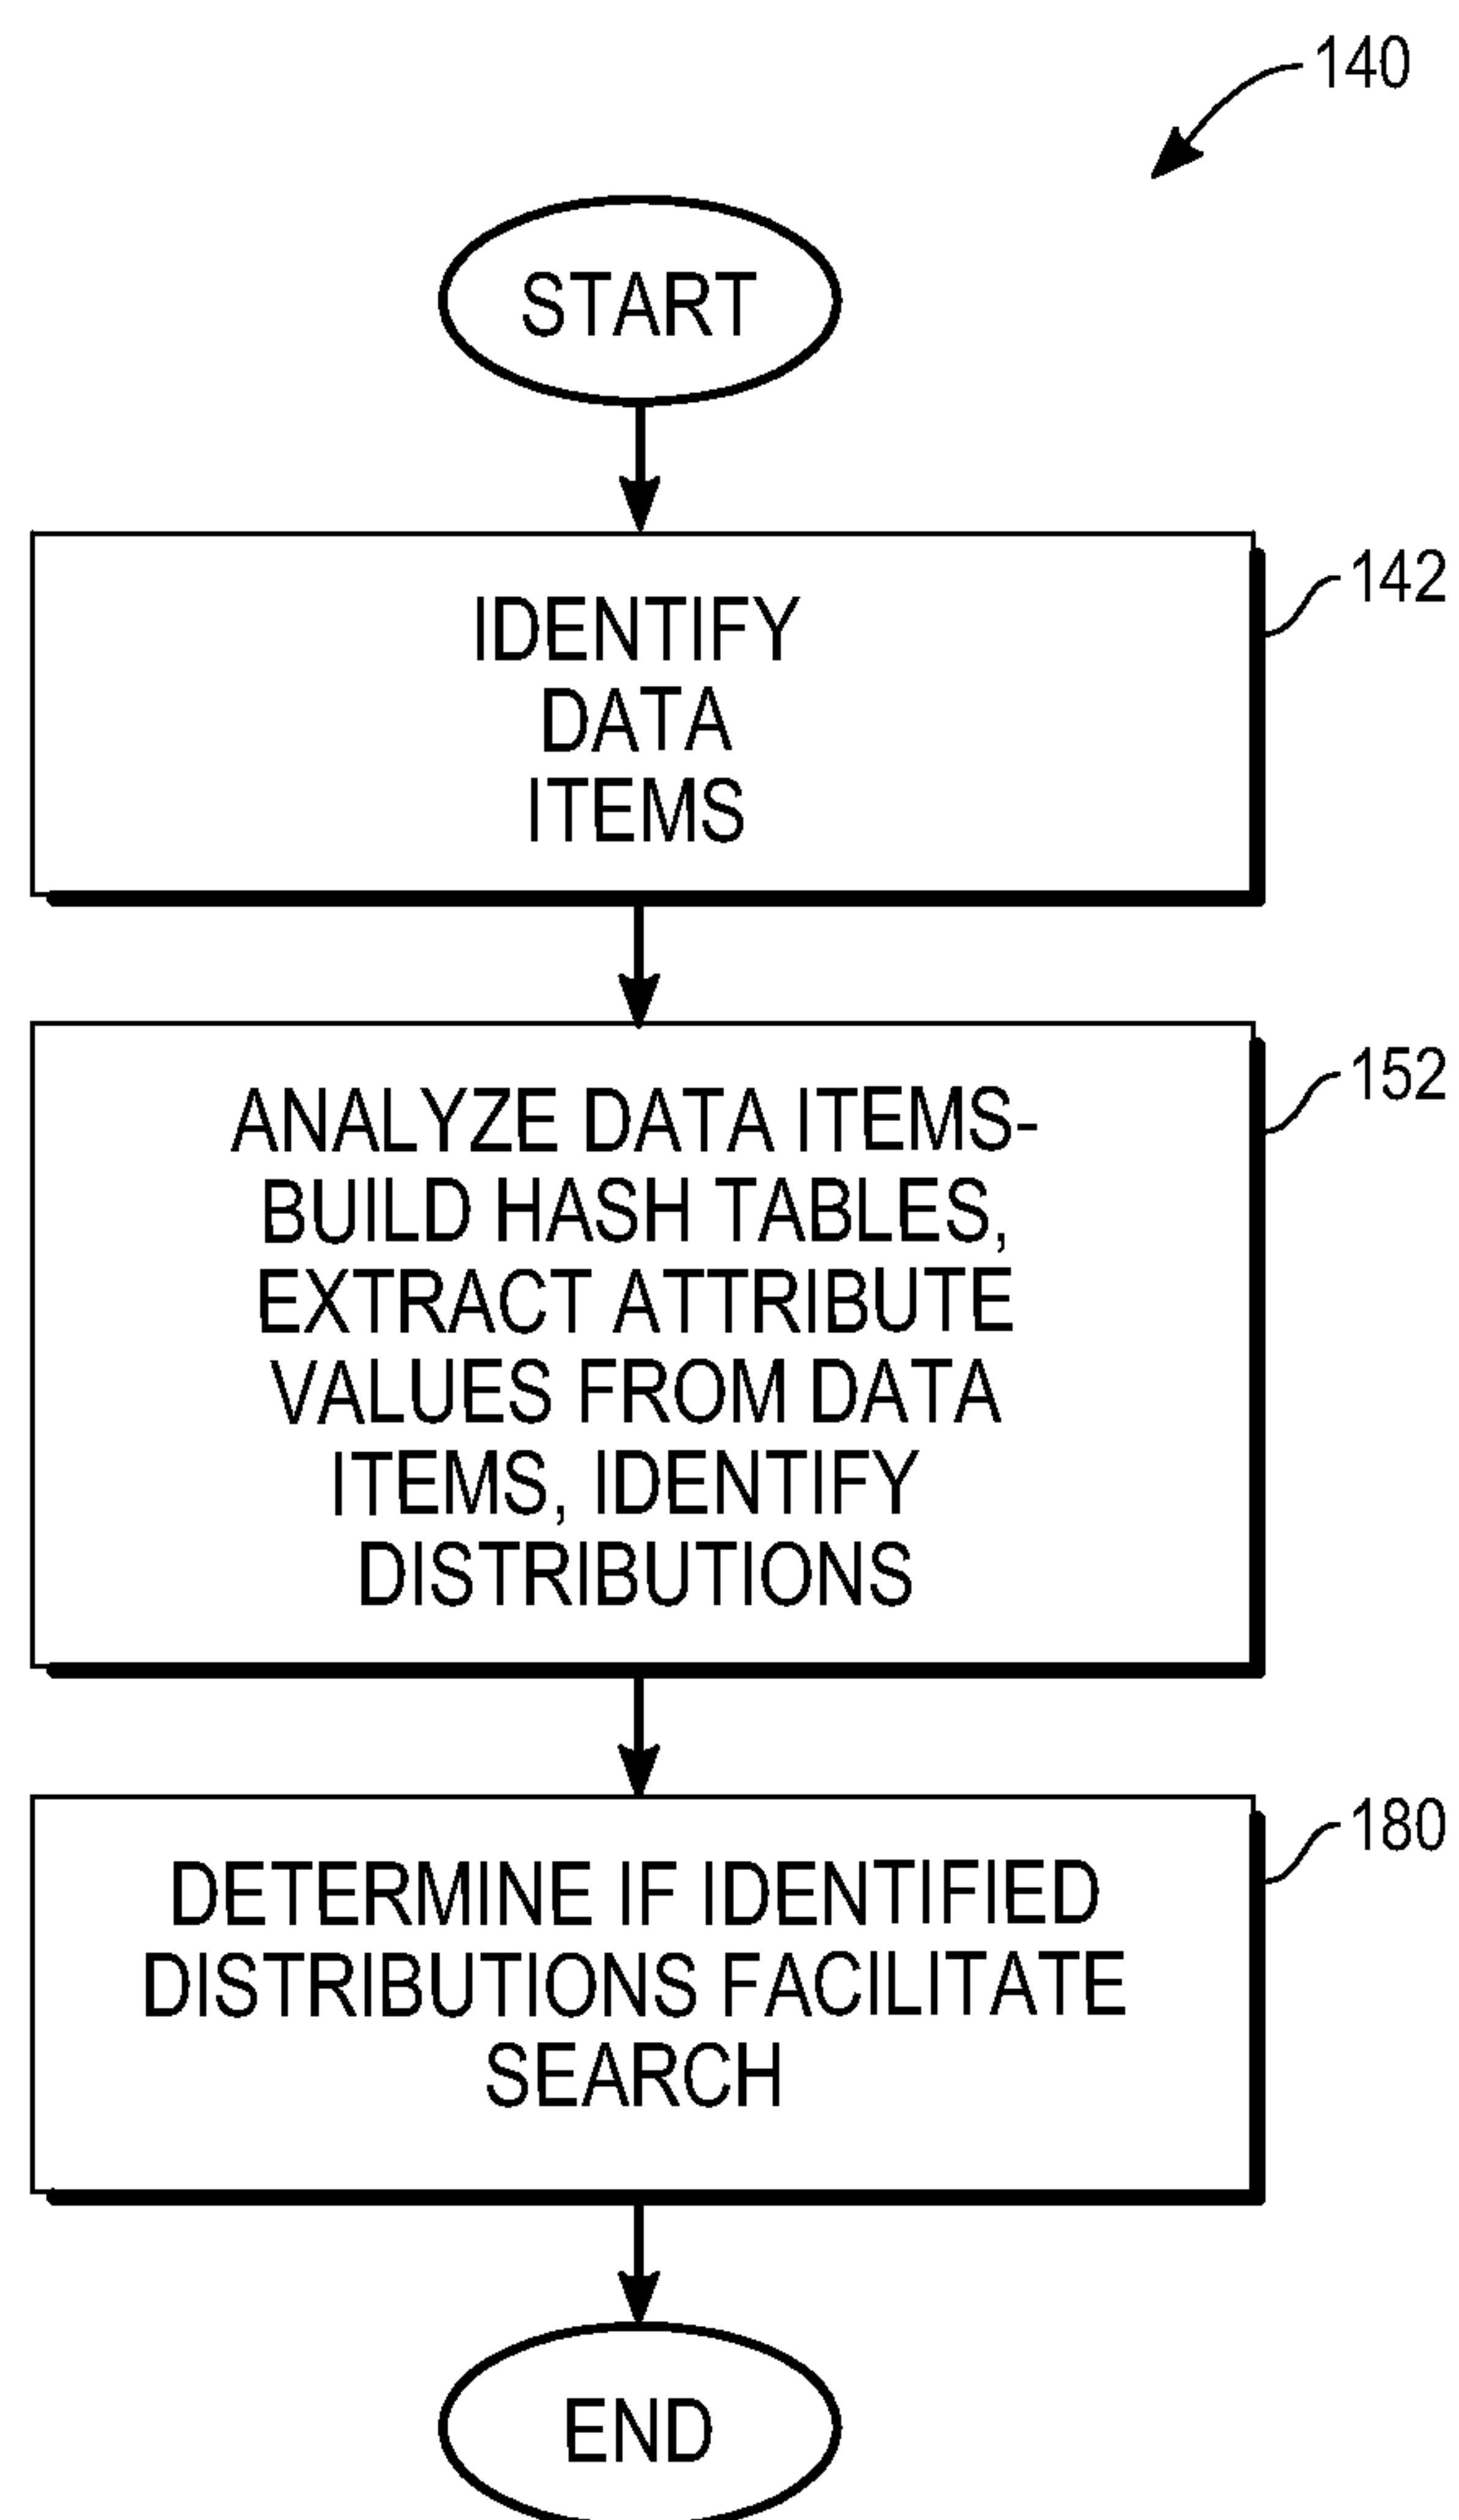 140
START
142
IDENTIFY
DATA
ITEMS
152
ANALYZE DATA ITEMS-
BUILD HASH TABLES,
EXTRACT ATTRIBUTE
VALUES FROM DATA
ITEMS, IDENTIFY
DISTRIBUTIONS
180
DETERMINE IF IDENTIFIED
DISTRIBUTIONS FACILITATE
SEARCH
END